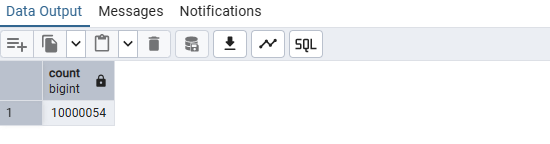 Data Output Messages Notifications
SQL
count
bigint
1 10000054